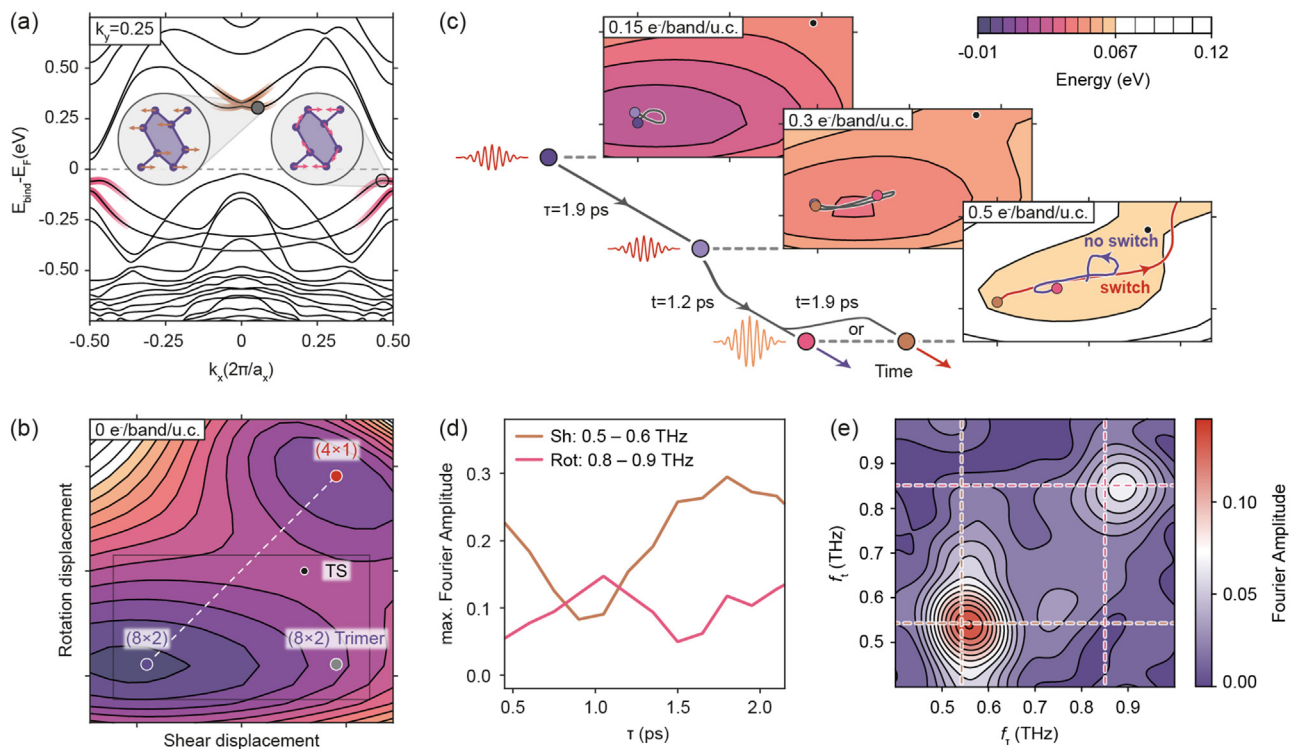 (a)
k_y=0.25
0.50
0.25
0
-0.25
-0.50
E_bind-E_F(eV)
-0.50
-0.25
0
0.25
0.50
k_x(2π/a_x)
(b)
0 e⁻/band/u.c.
(4×1)
TS
(8×2)
(8×2) Trimer
Rotation displacement
Shear displacement
(c)
0.15 e⁻/band/u.c.
0.3 e⁻/band/u.c.
0.5 e⁻/band/u.c.
no switch
switch
τ=1.9 ps
t=1.2 ps
t=1.9 ps
or
Time
-0.01
0.067
0.12
Energy (eV)
(d)
Sh: 0.5 – 0.6 THz
Rot: 0.8 – 0.9 THz
0.3
0.2
0.1
0.0
max. Fourier Amplitude
0.5
1.0
1.5
2.0
τ (ps)
(e)
0.9
0.8
0.7
0.6
0.5
f_t (THz)
0.5
0.6
0.7
0.8
0.9
f_τ (THz)
0.10
0.05
0.00
Fourier Amplitude